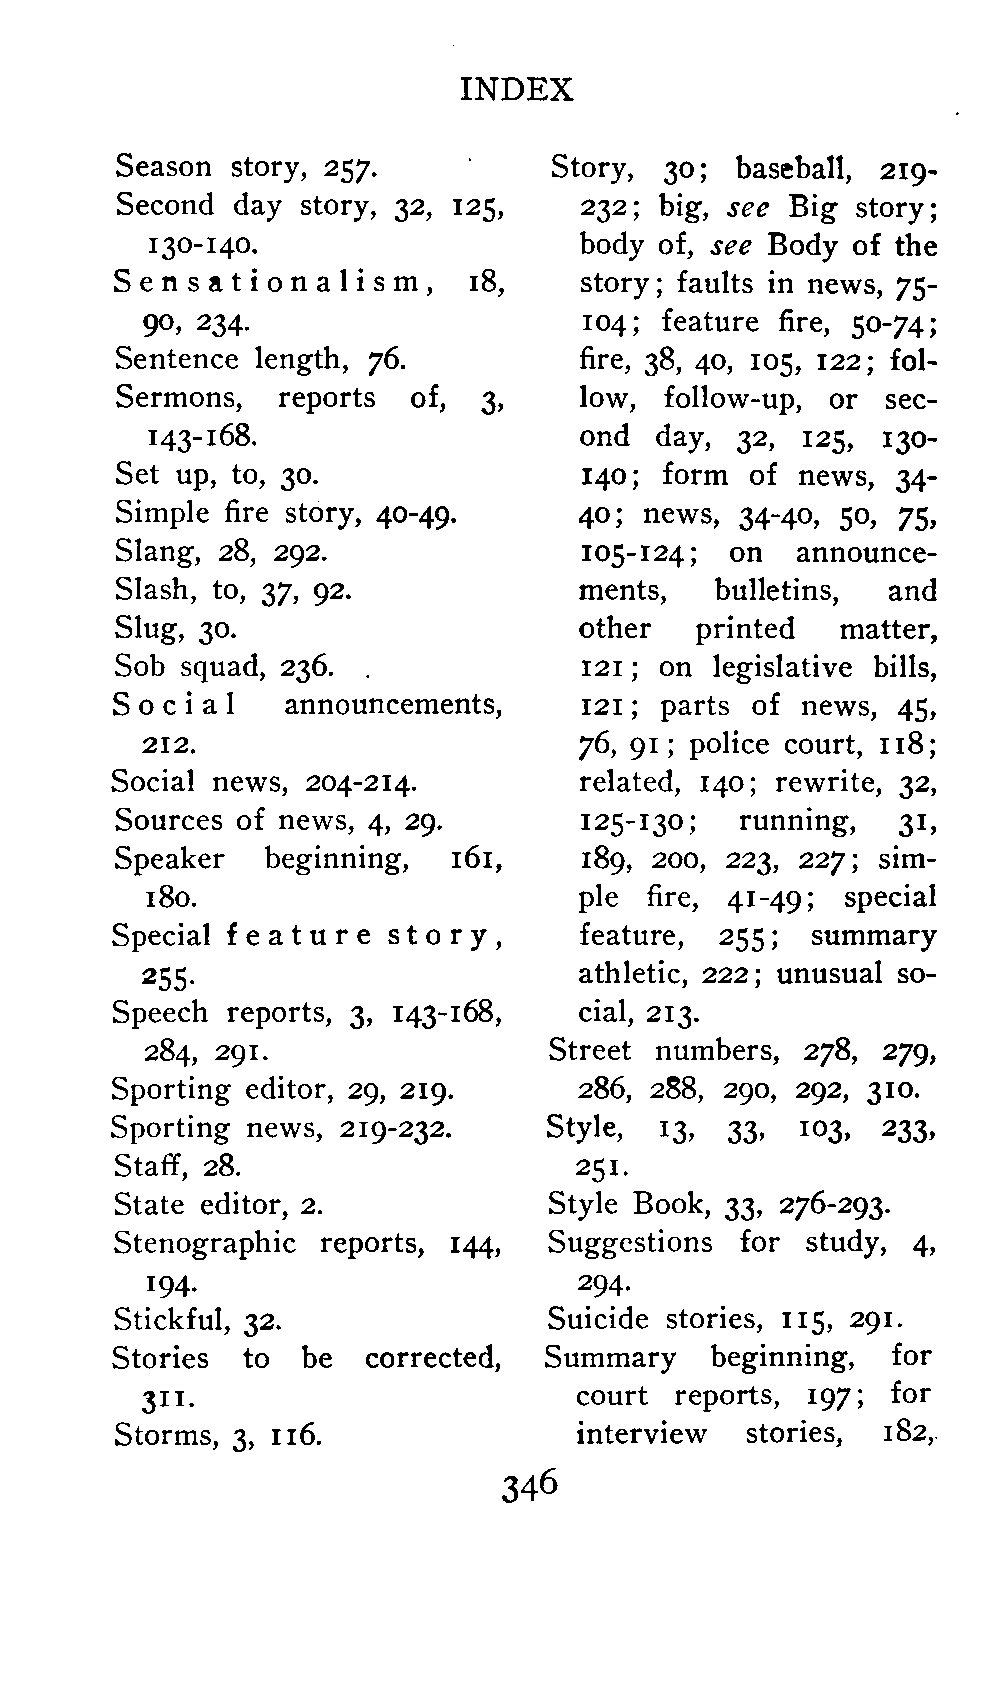 INDEX
Season story, 257.
Second day story, 32, 125,
130-140.
Sensationalism, 18,
90, 234.
Sentence length, 76.
Sermons, reports of, 3,
143-168.
Set up, to, 30.
Simple fire story, 40-49.
Slang, 28, 292.
Slash, to, 37, 92.
Slug, 30.
Sob squad, 236.
Social announcements,
212.
Social news, 204-214.
Sources of news, 4, 29.
Speaker beginning, 161,
180.
Special feature story,
255.
Speech reports, 3, 143-168,
284, 291.
Sporting editor, 29, 219.
Sporting news, 219-232.
Staff, 28.
State editor, 2.
Stenographic reports, 144,
194.
Stickful, 32.
Stories to be corrected,
311.
Storms, 3, 116.
Story, 30; baseball, 219-
232; big, see Big story;
body of, see Body of the
story; faults in news, 75-
104; feature fire, 50-74;
fire, 38, 40, 105, 122; fol-
low, follow-up, or sec-
ond day, 32, 125, 130-
140; form of news, 34-
40; news, 34-40, 50, 75,
105-124; on announce-
ments, bulletins, and
other printed matter,
121; on legislative bills,
121; parts of news, 45,
76, 91; police court, 118;
related, 140; rewrite, 32,
125-130; running, 31,
189, 200, 223, 227; sim-
ple fire, 41-49; special
feature, 255; summary
athletic, 222; unusual so-
cial, 213.
Street numbers, 278, 279,
286, 288, 290, 292, 310.
Style, 13, 33, 103, 233,
251.
Style Book, 33, 276-293.
Suggestions for study, 4,
294.
Suicide stories, 115, 291.
Summary beginning, for
court reports, 197; for
interview stories, 182,
346